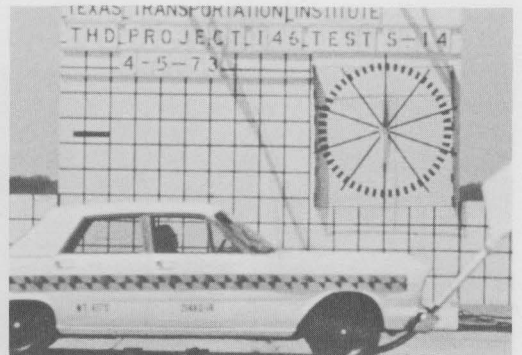 TEXAS TRANSPORTATION INSTITUTE
THD PROJECT 146 TEST S-14
4-5-73